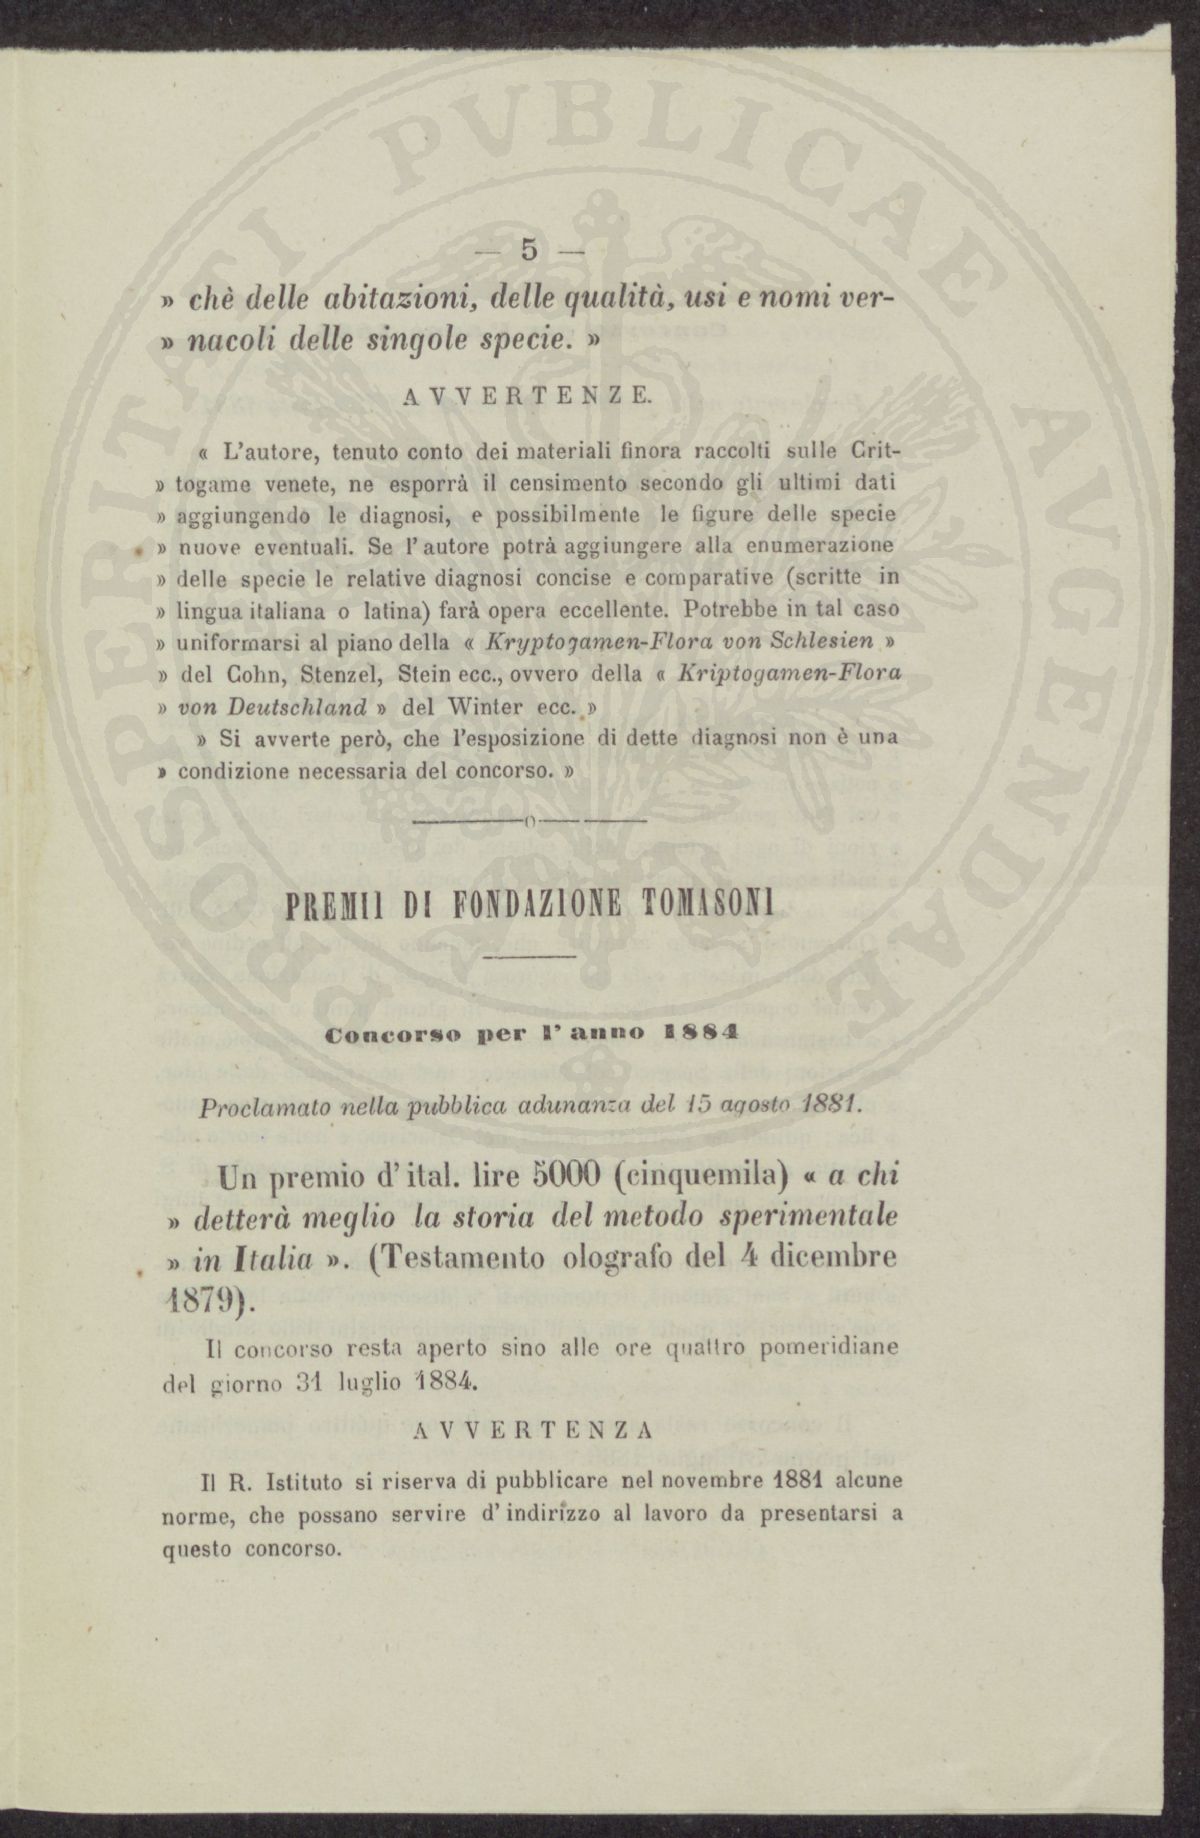 — 5 —
» chè delle abitazioni, delle qualità, usi e nomi ver-
» nacoli delle singole specie. »
AVVERTENZE.
« L'autore, tenuto conto dei materiali finora raccolti sulle Crit-
» togame venete, ne esporrà il censimento secondo gli ultimi dati
» aggiungendo le diagnosi, e possibilmente le figure delle specie
» nuove eventuali. Se l'autore potrà aggiungere alla enumerazione
» delle specie le relative diagnosi concise e comparative (scritte in
» lingua italiana o latina) farà opera eccellente. Potrebbe in tal caso
» uniformarsi al piano della « Kryptogamen-Flora von Schlesien »
» del Cohn, Stenzel, Stein ecc., ovvero della « Kriptogamen-Flora
» von Deutschland » del Winter ecc. »
» Si avverte però, che l'esposizione di dette diagnosi non è una
» condizione necessaria del concorso. »
PREMII DI FONDAZIONE TOMASONI
Concorso per l'anno 1884
Proclamato nella pubblica adunanza del 15 agosto 1881.
Un premio d'ital. lire 5000 (cinquemila) « a chi
» detterà meglio la storia del metodo sperimentale
» in Italia ». (Testamento olografo del 4 dicembre
1879).
Il concorso resta aperto sino alle ore quattro pomeridiane
del giorno 31 luglio 1884.
AVVERTENZA
Il R. Istituto si riserva di pubblicare nel novembre 1881 alcune
norme, che possano servire d'indirizzo al lavoro da presentarsi a
questo concorso.
PROSPERITATI PVBLICAE AVGENDAE